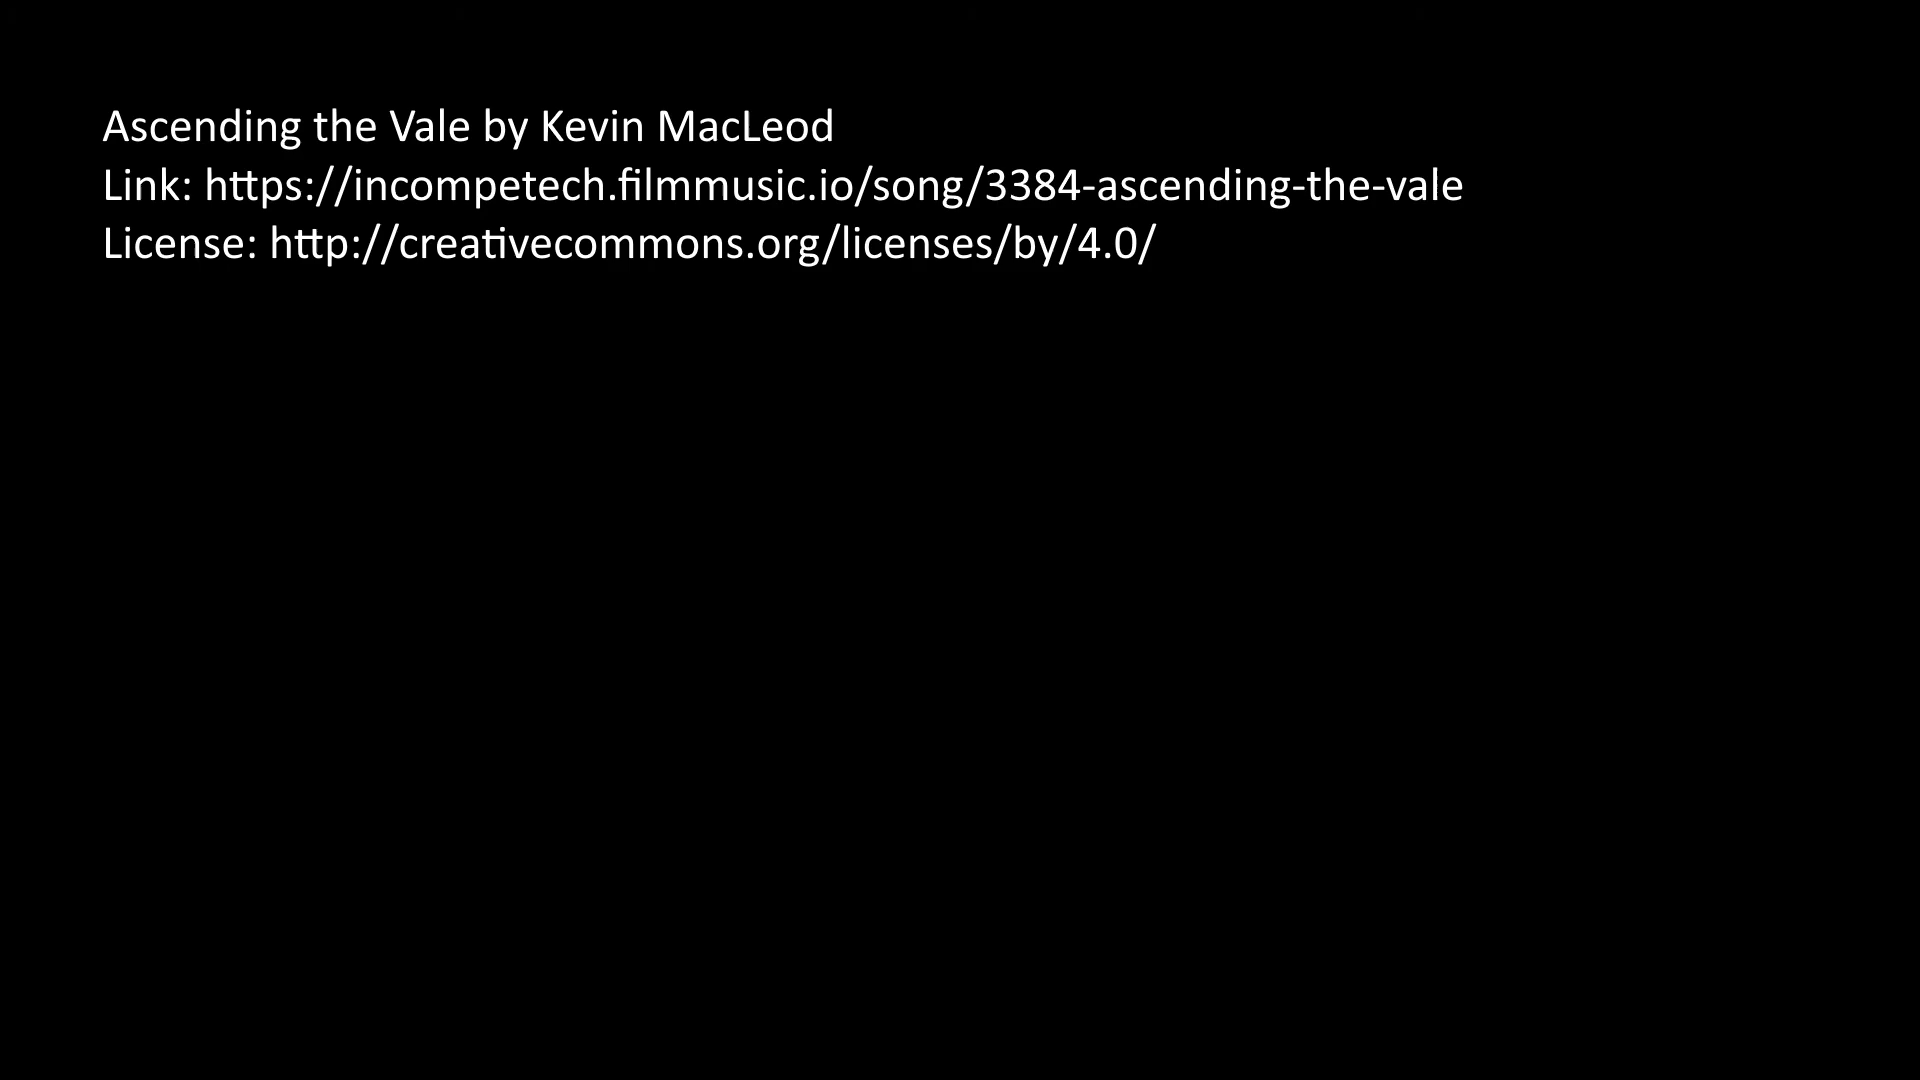 Ascending the Vale by Kevin MacLeod
Link: https://incompetech.filmmusic.io/song/3384-ascending-the-vale
License: http://creativecommons.org/licenses/by/4.0/